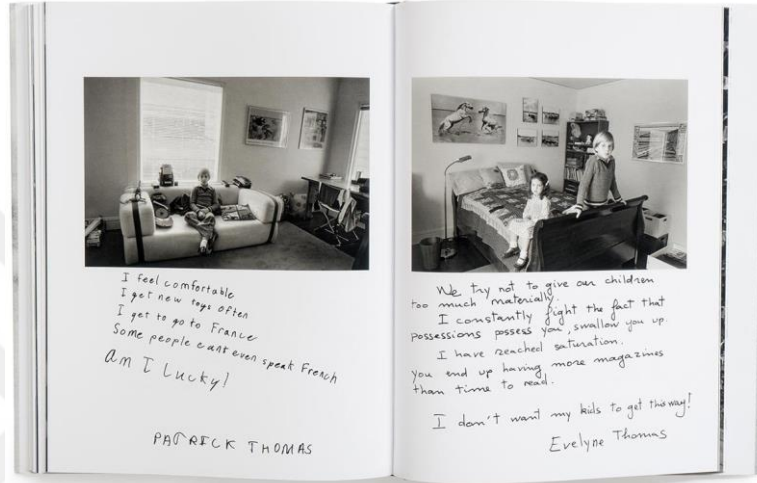 I feel comfortable
I get new toys often
I get to go to France
Some people cant even speak French
Am I Lucky!
PATRICK THOMAS
We try not to give our children
too much materially.
I constantly fight the fact that
possessions possess you, swallow you up.
I have reached saturation.
you end up having more magazines
than time to read.
I don't want my kids to get this way!
Evelyne Thomas